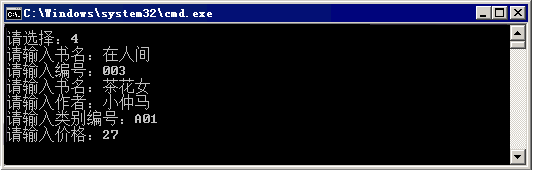 C:\Windows\system32\cmd.exe
请选择：4
请输入书名：在人间
请输入编号：003
请输入书名：茶花女
请输入作者：小仲马
请输入类别编号：A01
请输入价格：27